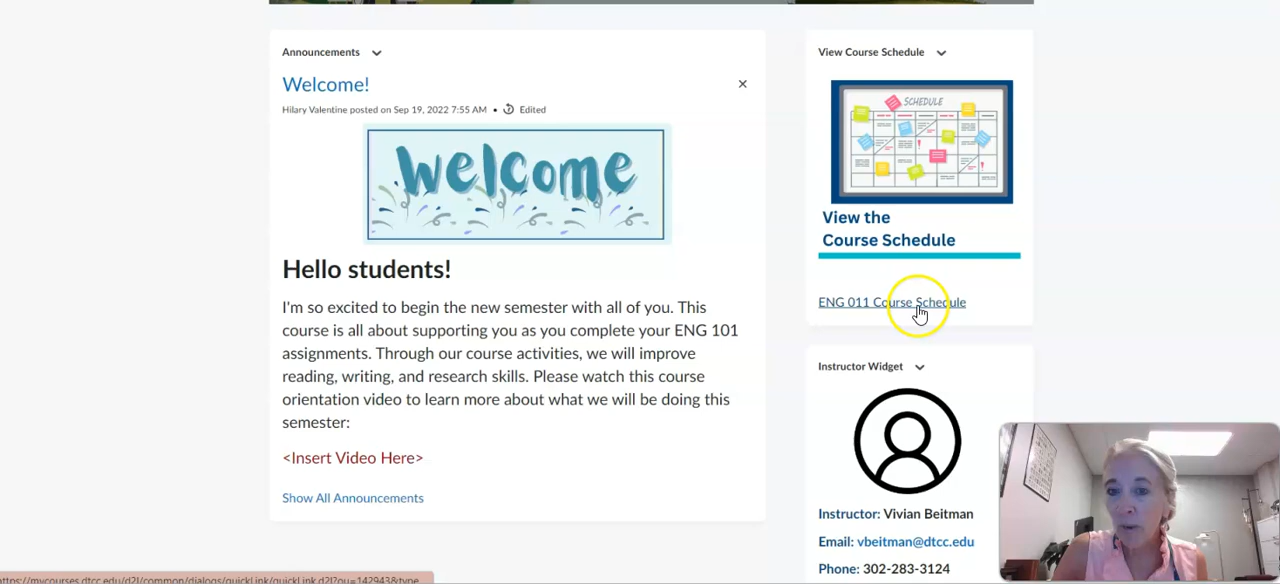 Announcements
Welcome!
Hilary Valentine posted on Sep 19, 2022 7:55 AM • Edited
welcome
Hello students!
I'm so excited to begin the new semester with all of you. This
course is all about supporting you as you complete your ENG 101
assignments. Through our course activities, we will improve
reading, writing, and research skills. Please watch this course
orientation video to learn more about what we will be doing this
semester:
<Insert Video Here>
Show All Announcements
View Course Schedule
SCHEDULE
View the
Course Schedule
ENG 011 Course Schedule
Instructor Widget
Instructor: Vivian Beitman
Email: vbeitman@dtcc.edu
Phone: 302-283-3124